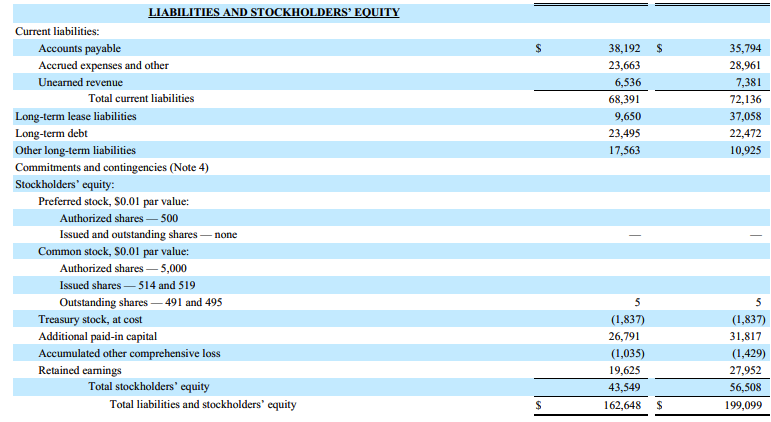 LIABILITIES AND STOCKHOLDERS’ EQUITY
Current liabilities:
Accounts payable $ 38,192 $ 35,794
Accrued expenses and other 23,663 28,961
Unearned revenue 6,536 7,381
Total current liabilities 68,391 72,136
Long-term lease liabilities 9,650 37,058
Long-term debt 23,495 22,472
Other long-term liabilities 17,563 10,925
Commitments and contingencies (Note 4)
Stockholders’ equity:
Preferred stock, $0.01 par value:
Authorized shares — 500
Issued and outstanding shares — none — —
Common stock, $0.01 par value:
Authorized shares — 5,000
Issued shares — 514 and 519
Outstanding shares — 491 and 495 5 5
Treasury stock, at cost (1,837) (1,837)
Additional paid-in capital 26,791 31,817
Accumulated other comprehensive loss (1,035) (1,429)
Retained earnings 19,625 27,952
Total stockholders’ equity 43,549 56,508
Total liabilities and stockholders’ equity $ 162,648 $ 199,099